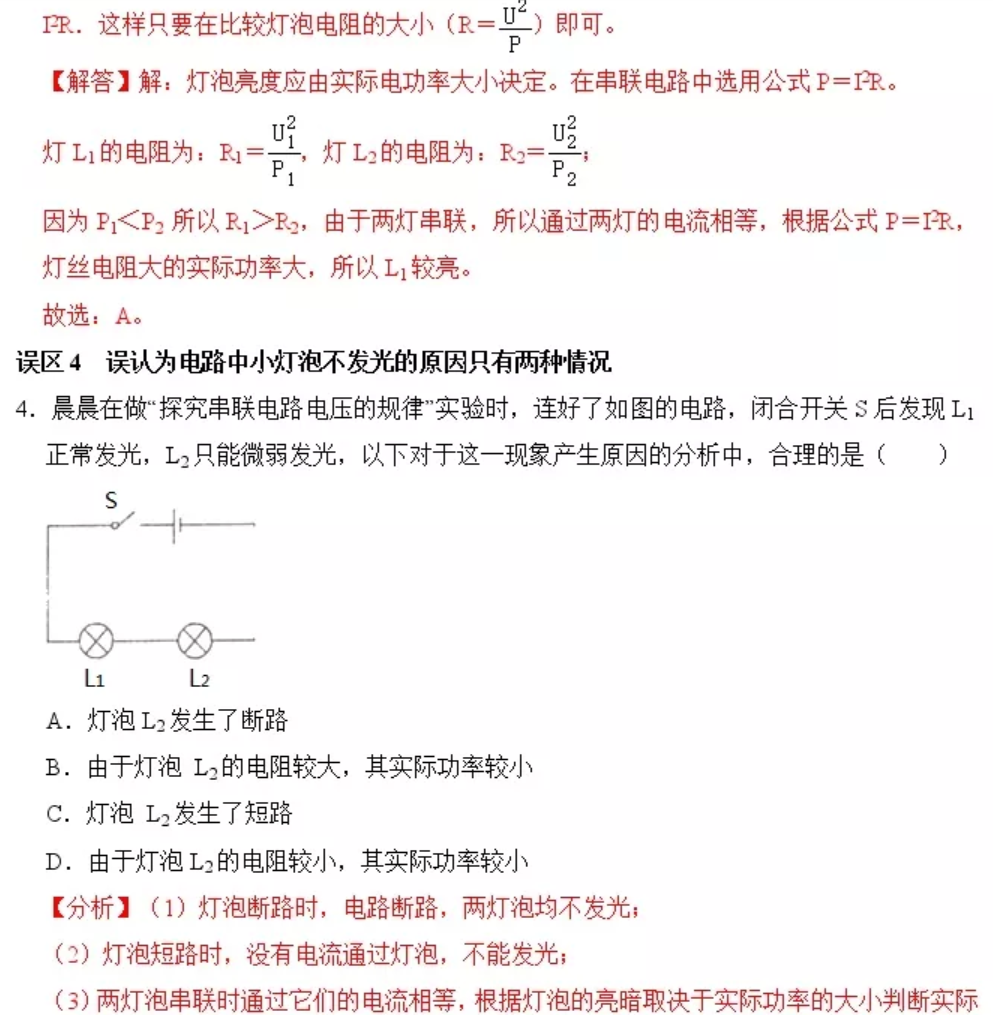 I²R．这样只要在比较灯泡电阻的大小（R＝U²/P）即可。
【解答】解：灯泡亮度应由实际电功率大小决定。在串联电路中选用公式 P＝I²R。
灯 L₁的电阻为：R₁＝U₁²/P₁，灯 L₂的电阻为：R₂＝U₂²/P₂；
因为 P₁＜P₂ 所以 R₁＞R₂，由于两灯串联，所以通过两灯的电流相等，根据公式 P＝I²R，
灯丝电阻大的实际功率大，所以 L₁较亮。
故选：A。
误区 4　误认为电路中小灯泡不发光的原因只有两种情况
4．晨晨在做“探究串联电路电压的规律”实验时，连好了如图的电路，闭合开关 S 后发现 L₁
正常发光，L₂只能微弱发光，以下对于这一现象产生原因的分析中，合理的是（　　）
S
L₁ L₂
A．灯泡 L₂发生了断路
B．由于灯泡 L₂的电阻较大，其实际功率较小
C．灯泡 L₂发生了短路
D．由于灯泡 L₂的电阻较小，其实际功率较小
【分析】（1）灯泡断路时，电路断路，两灯泡均不发光；
（2）灯泡短路时，没有电流通过灯泡，不能发光；
（3）两灯泡串联时通过它们的电流相等，根据灯泡的亮暗取决于实际功率的大小判断实际